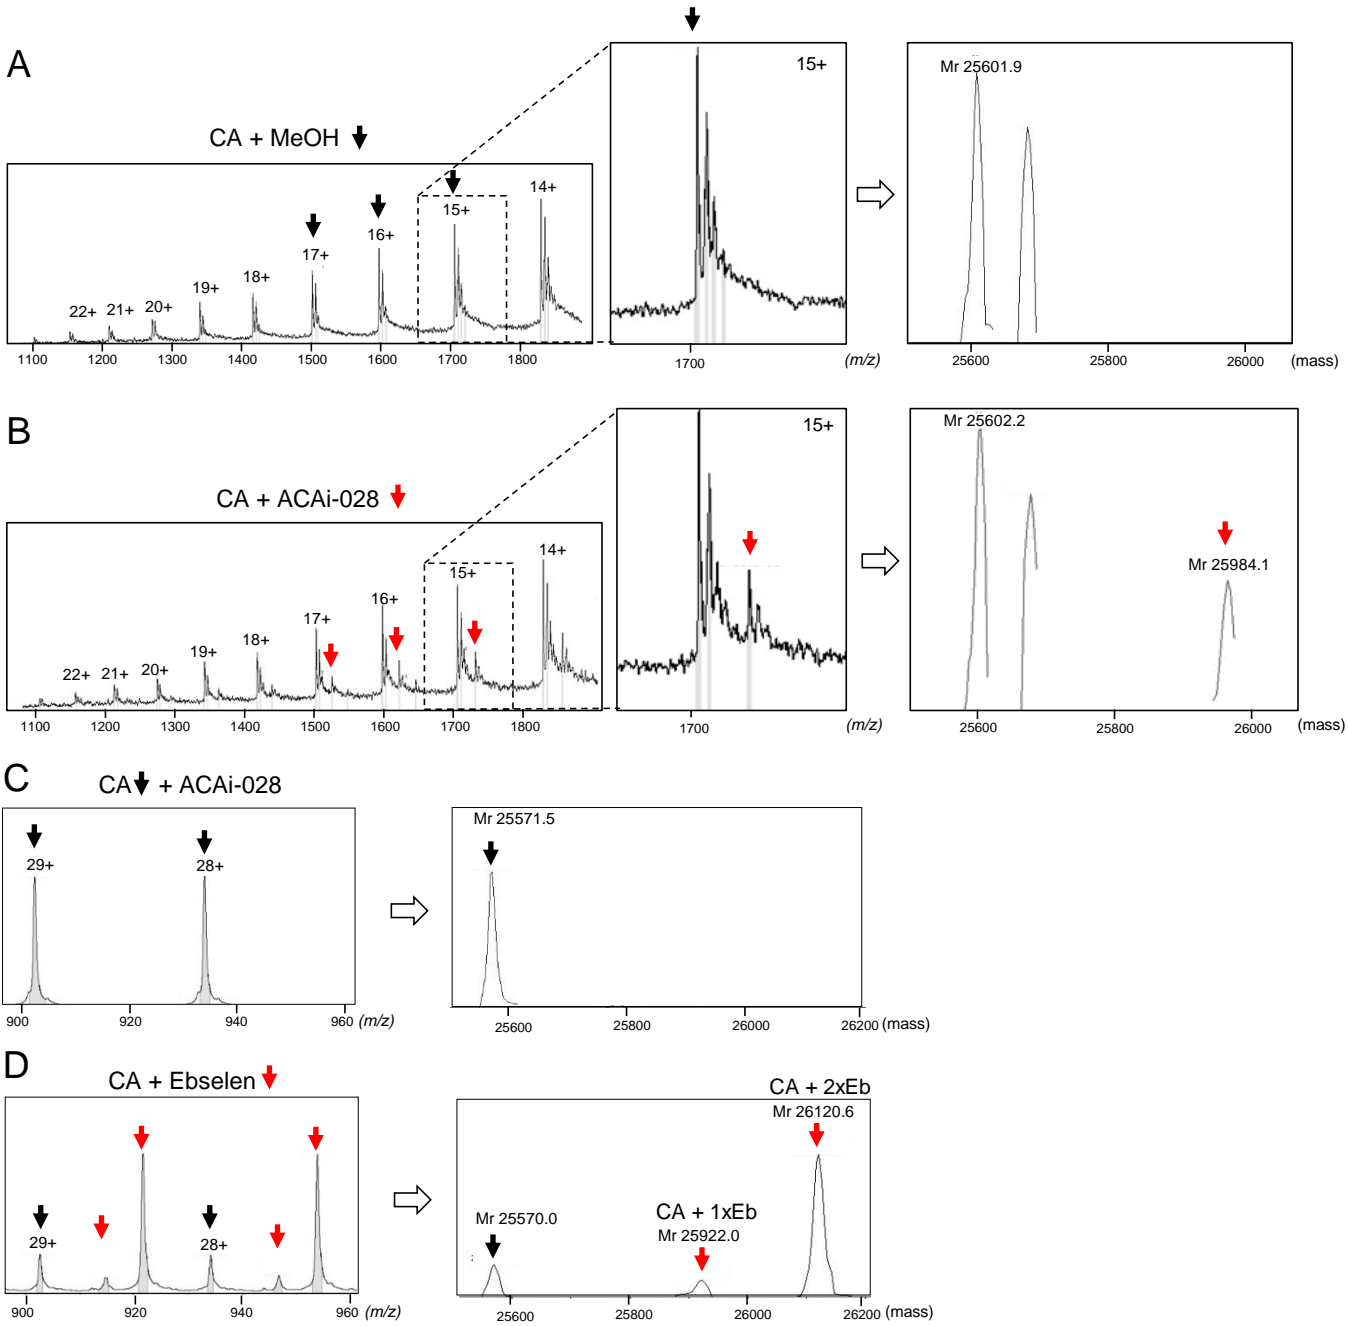 A
CA + MeOH
22+ 21+ 20+ 19+ 18+ 17+ 16+ 15+ 14+
1100 1200 1300 1400 1500 1600 1700 1800 (m/z)
15+
1700 (m/z)
Mr 25601.9
25600 25800 26000 (mass)
B
CA + ACAi-028
22+ 21+ 20+ 19+ 18+ 17+ 16+ 15+ 14+
1100 1200 1300 1400 1500 1600 1700 1800
15+
1700 (m/z)
Mr 25602.2
Mr 25984.1
25600 25800 26000 (mass)
C
CA + ACAi-028
29+ 28+
900 920 940 960 (m/z)
Mr 25571.5
25600 25800 26000 26200 (mass)
D
CA + Ebselen
29+ 28+
900 920 940 960 (m/z)
CA + 2xEb
Mr 26120.6
CA + 1xEb
Mr 25922.0
Mr 25570.0
25600 25800 26000 26200 (mass)